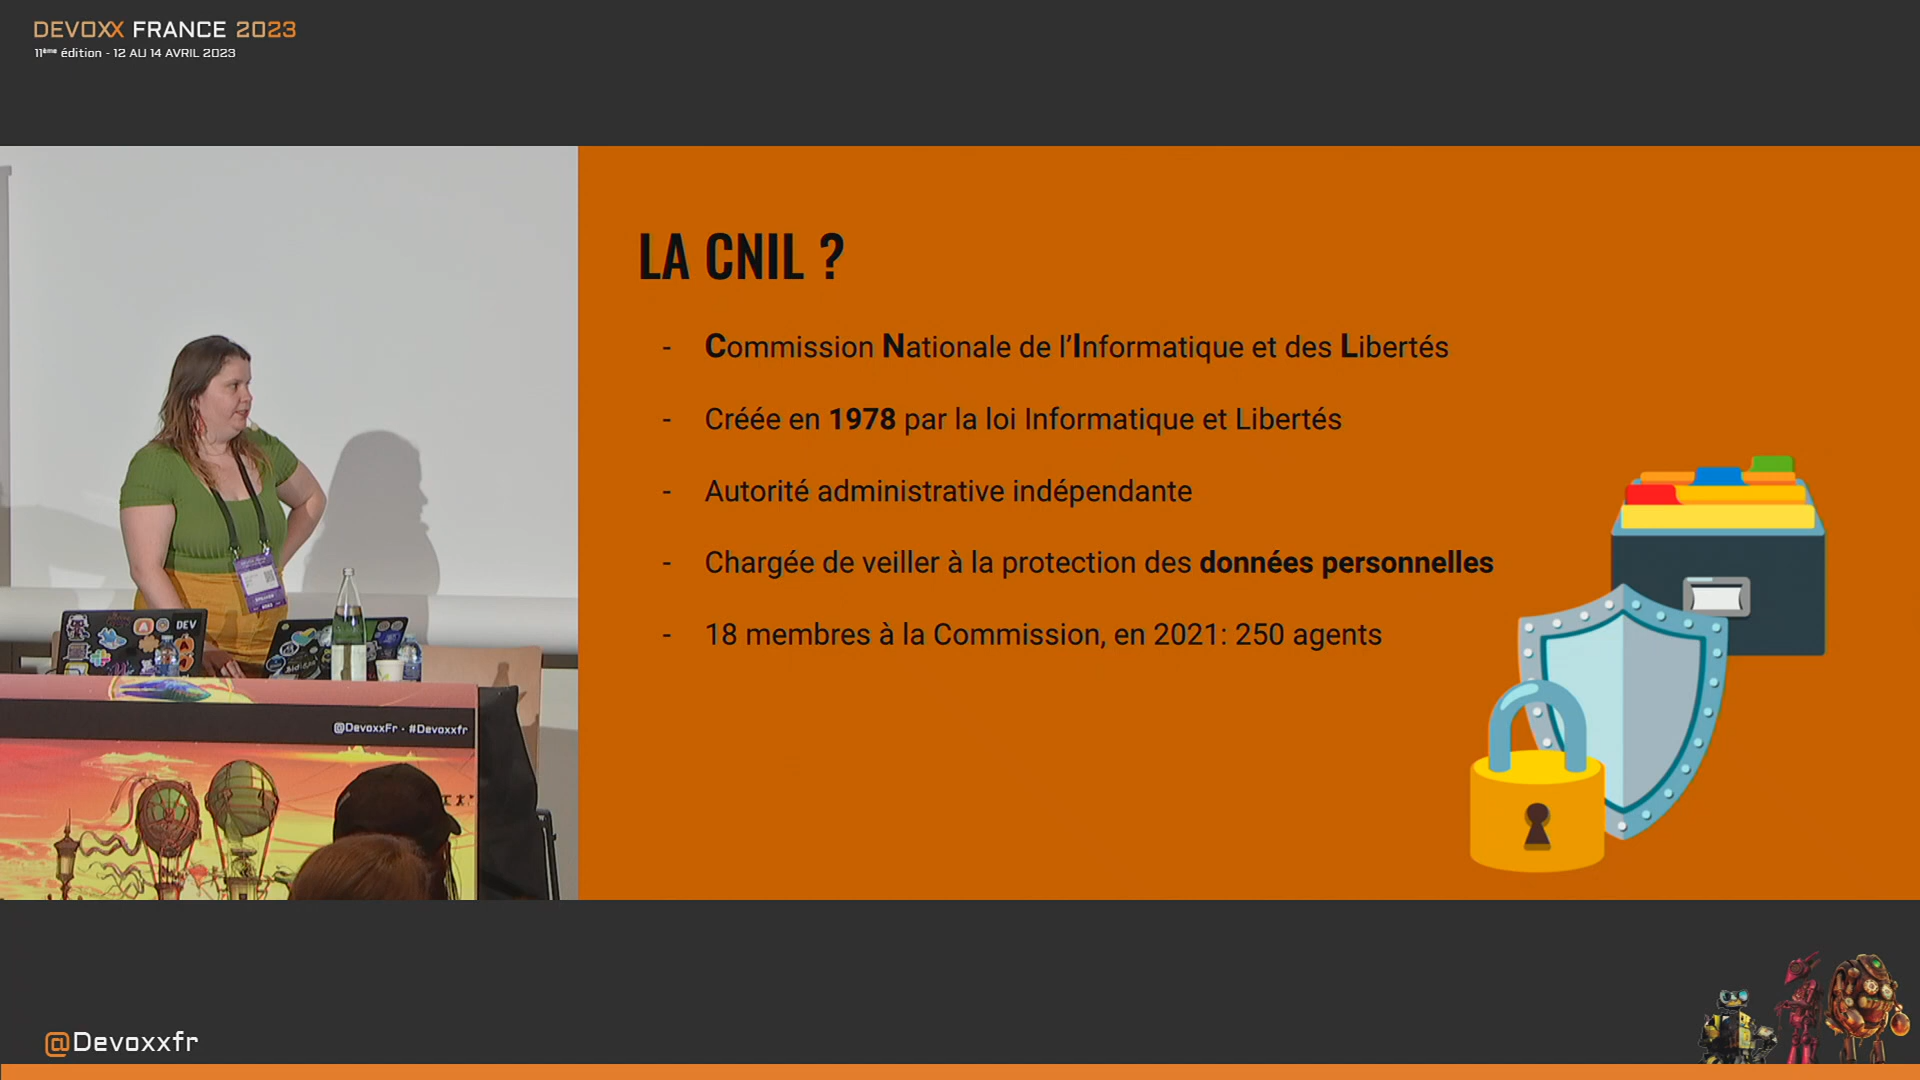 DEVOXX FRANCE 2023
11ème édition - 12 AU 14 AVRIL 2023
LA CNIL ?
- Commission Nationale de l'Informatique et des Libertés
- Créée en 1978 par la loi Informatique et Libertés
- Autorité administrative indépendante
- Chargée de veiller à la protection des données personnelles
- 18 membres à la Commission, en 2021: 250 agents
DEV
@DevoxxFr - #Devoxxfr
@Devoxxfr